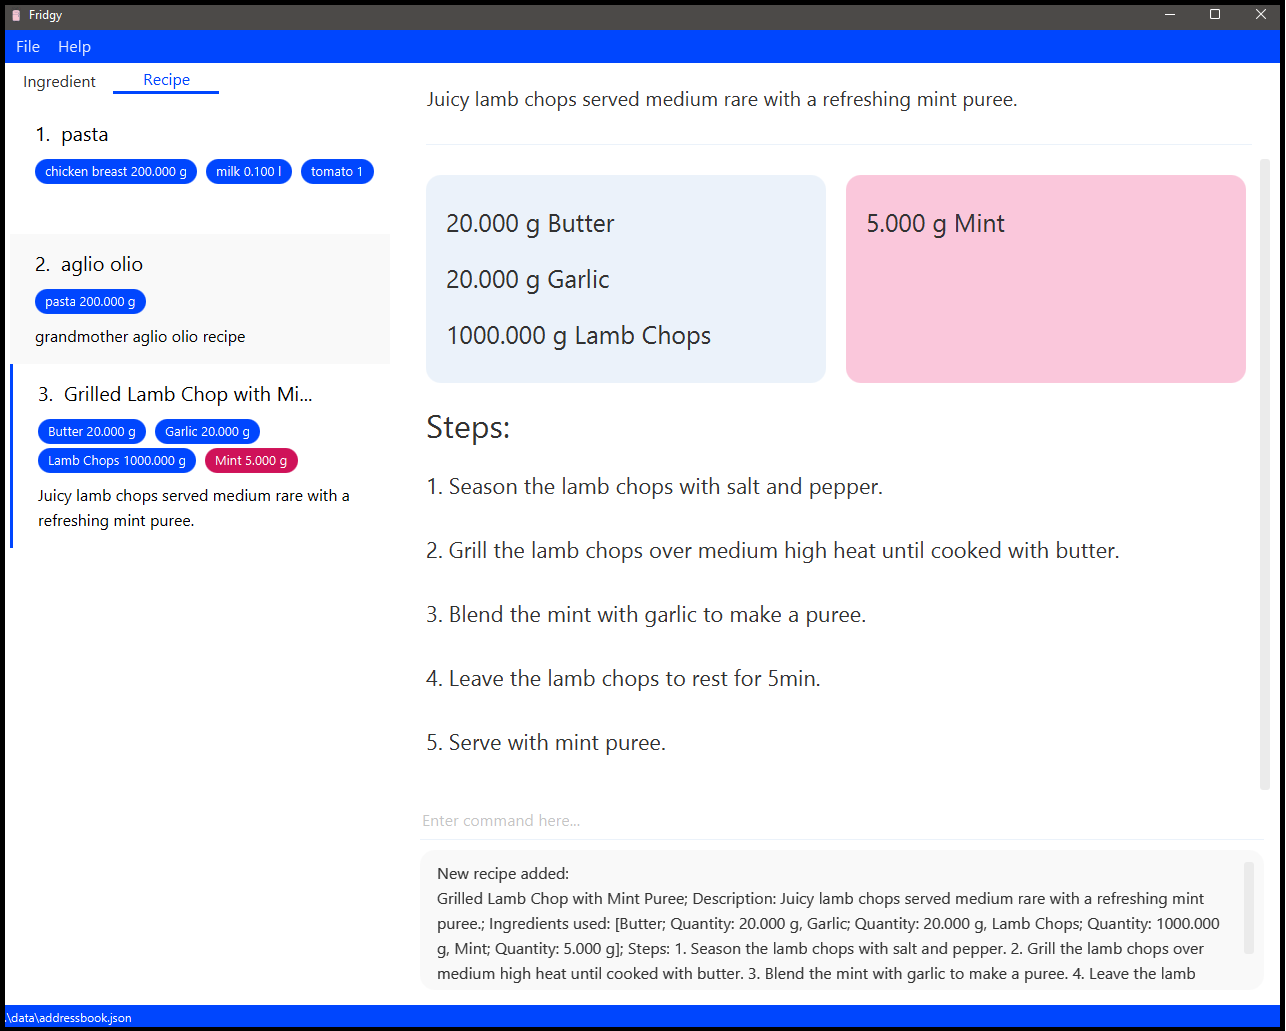 Fridgy
File Help
Ingredient Recipe
1. pasta
chicken breast 200.000 g milk 0.100 l tomato 1
2. aglio olio
pasta 200.000 g
grandmother aglio olio recipe
3. Grilled Lamb Chop with Mi...
Butter 20.000 g Garlic 20.000 g
Lamb Chops 1000.000 g Mint 5.000 g
Juicy lamb chops served medium rare with a
refreshing mint puree.
Juicy lamb chops served medium rare with a refreshing mint puree.
20.000 g Butter
20.000 g Garlic
1000.000 g Lamb Chops
5.000 g Mint
Steps:
1. Season the lamb chops with salt and pepper.
2. Grill the lamb chops over medium high heat until cooked with butter.
3. Blend the mint with garlic to make a puree.
4. Leave the lamb chops to rest for 5min.
5. Serve with mint puree.
Enter command here...
New recipe added:
Grilled Lamb Chop with Mint Puree; Description: Juicy lamb chops served medium rare with a refreshing mint
puree.; Ingredients used: [Butter; Quantity: 20.000 g, Garlic; Quantity: 20.000 g, Lamb Chops; Quantity: 1000.000
g, Mint; Quantity: 5.000 g]; Steps: 1. Season the lamb chops with salt and pepper. 2. Grill the lamb chops over
medium high heat until cooked with butter. 3. Blend the mint with garlic to make a puree. 4. Leave the lamb
.\data\addressbook.json